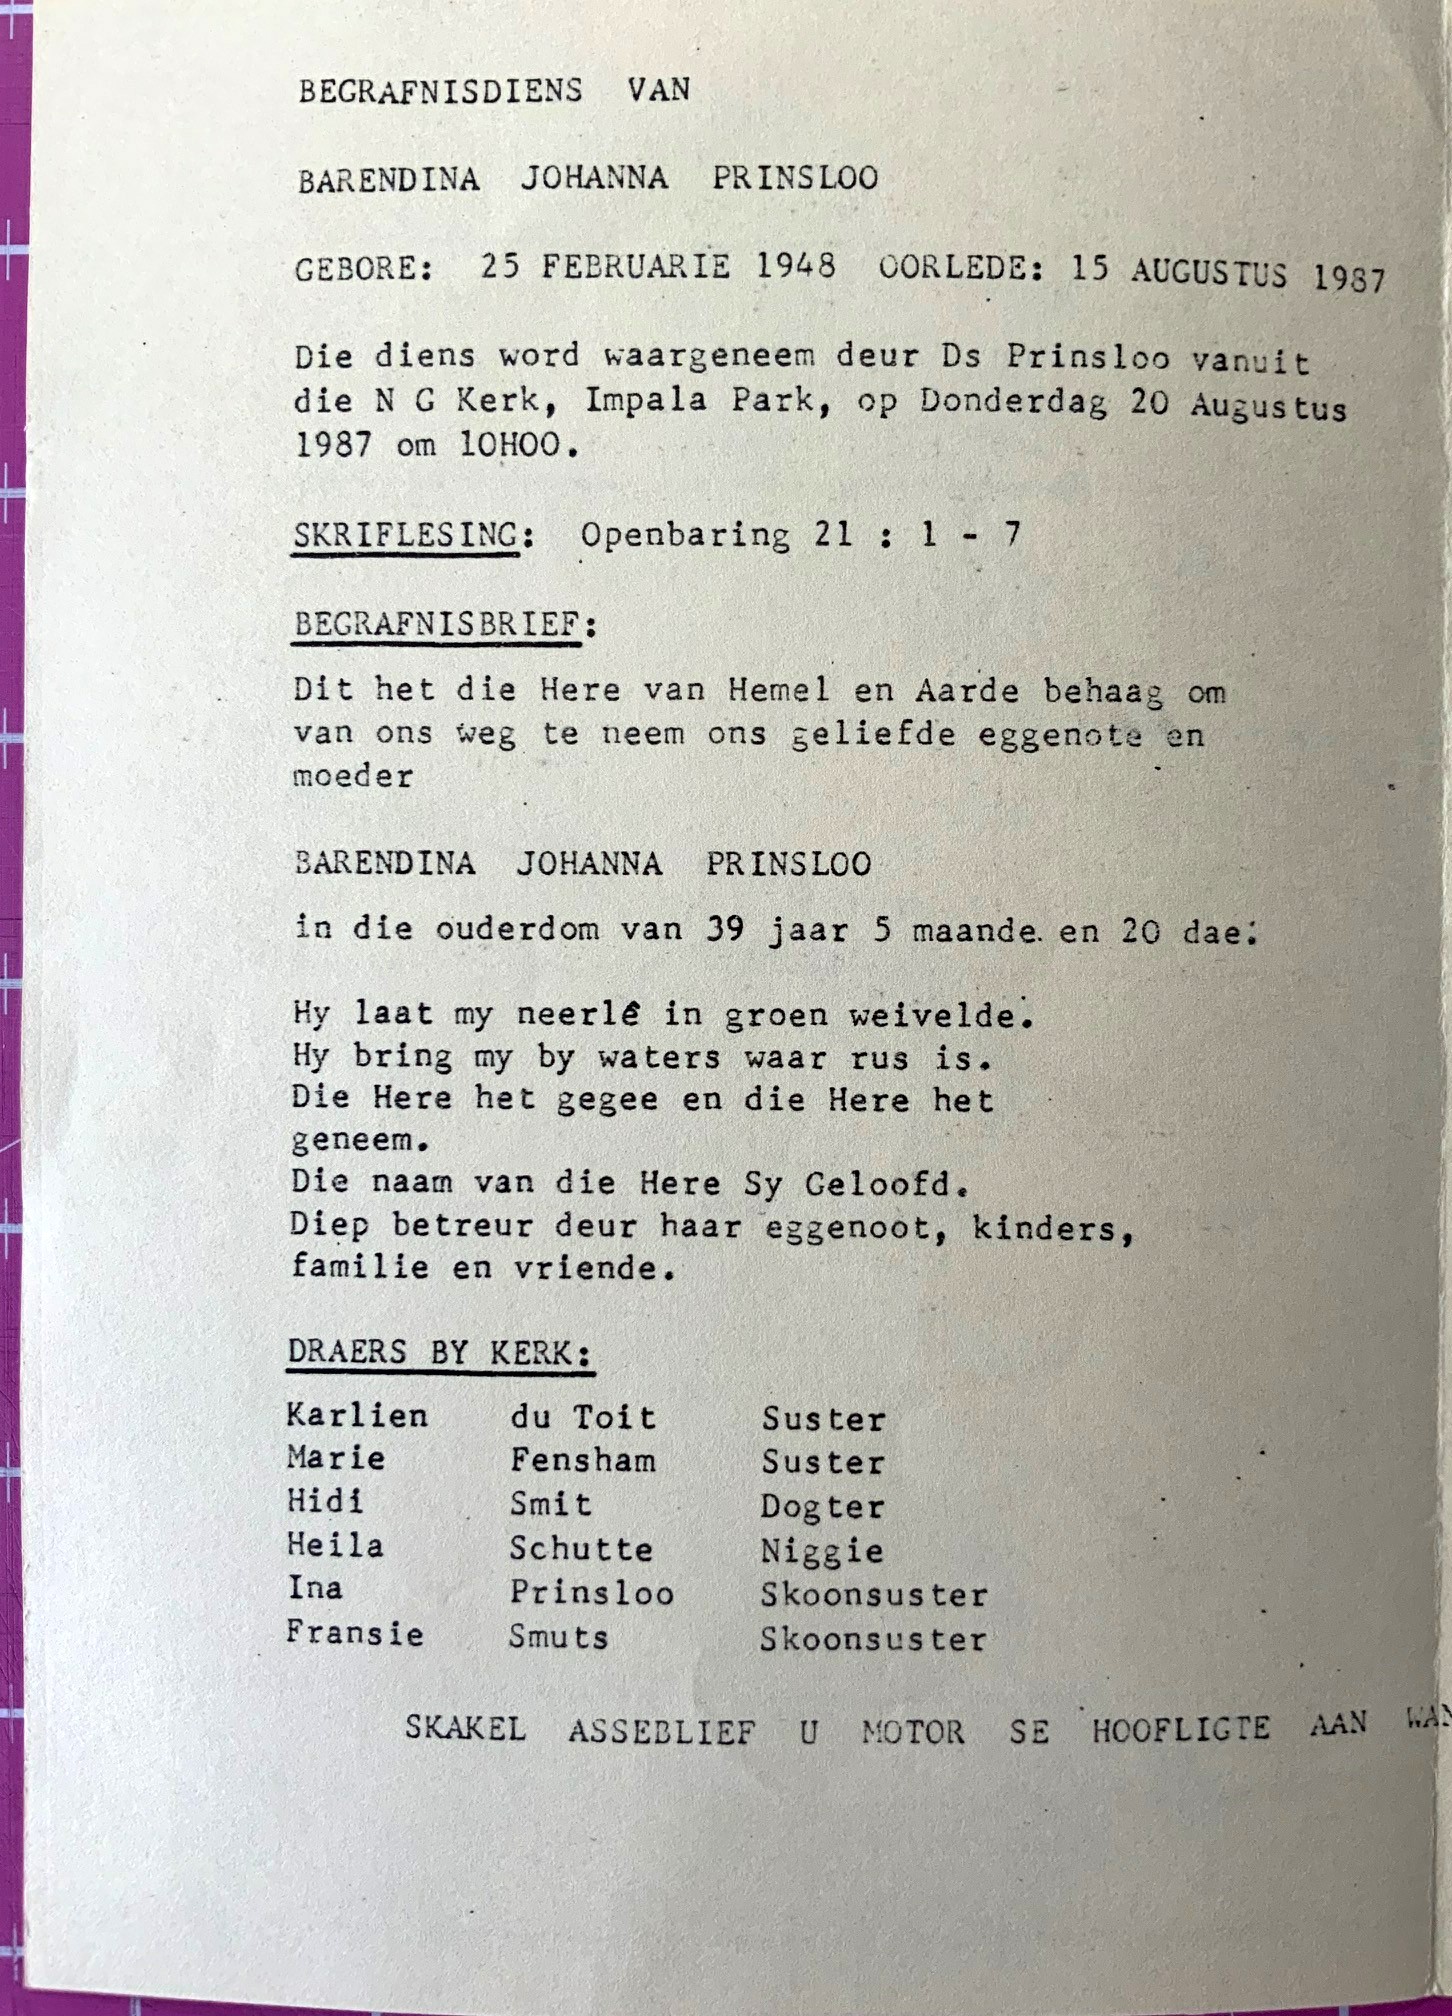 BEGRAFNISDIENS VAN
BARENDINA JOHANNA PRINSLOO
GEBORE: 25 FEBRUARIE 1948 OORLEDE: 15 AUGUSTUS 1987
Die diens word waargeneem deur Ds Prinsloo vanuit
die N G Kerk, Impala Park, op Donderdag 20 Augustus
1987 om 10H00.
SKRIFLESING: Openbaring 21 : 1 - 7
BEGRAFNISBRIEF:
Dit het die Here van Hemel en Aarde behaag om
van ons weg te neem ons geliefde eggenote en
moeder
BARENDINA JOHANNA PRINSLOO
in die ouderdom van 39 jaar 5 maande en 20 dae.
Hy laat my neerlê in groen weivelde.
Hy bring my by waters waar rus is.
Die Here het gegee en die Here het
geneem.
Die naam van die Here Sy Geloofd.
Diep betreur deur haar eggenoot, kinders,
familie en vriende.
DRAERS BY KERK:
Karlien du Toit Suster
Marie Fensham Suster
Hidi Smit Dogter
Heila Schutte Niggie
Ina Prinsloo Skoonsuster
Fransie Smuts Skoonsuster
SKAKEL ASSEBLIEF U MOTOR SE HOOFLIGTE AAN